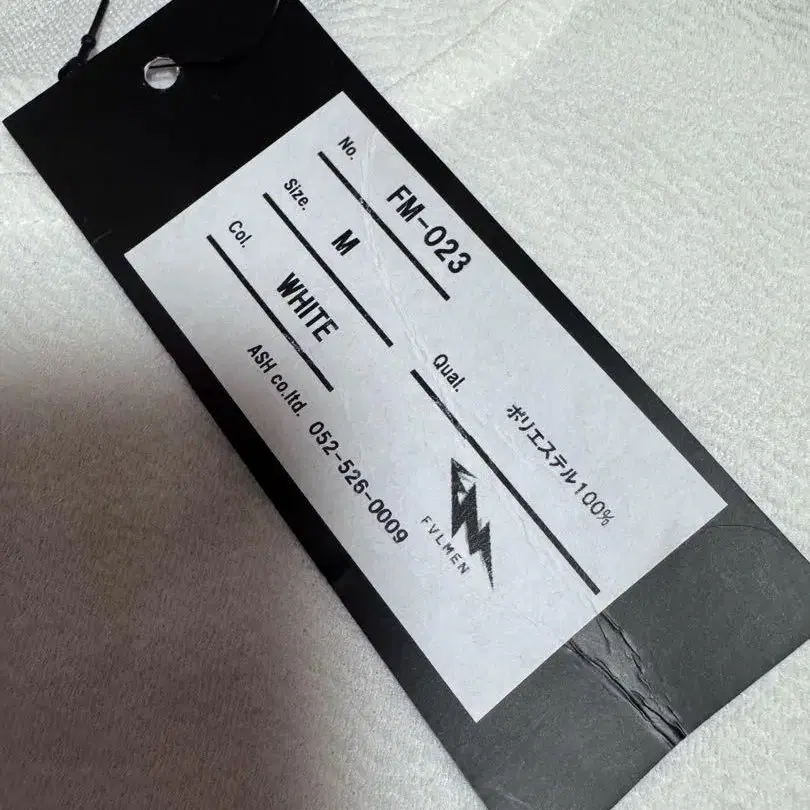 No. FM-023
Size. M
Col. WHITE
Qual. ポリエステル100%
ASH co.ltd. 052-526-0009
FVLMEN